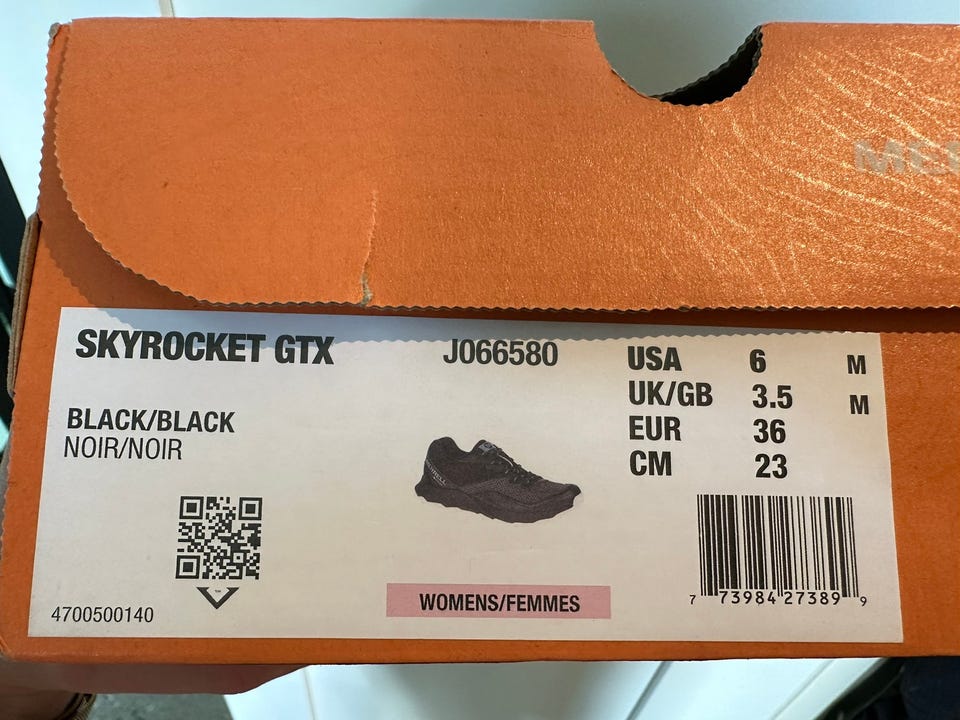 SKYROCKET GTX
J066580
BLACK/BLACK
NOIR/NOIR
USA 6 M
UK/GB 3.5 M
EUR 36
CM 23
MERRELL
WOMENS/FEMMES
4700500140
7 73984 27389 9